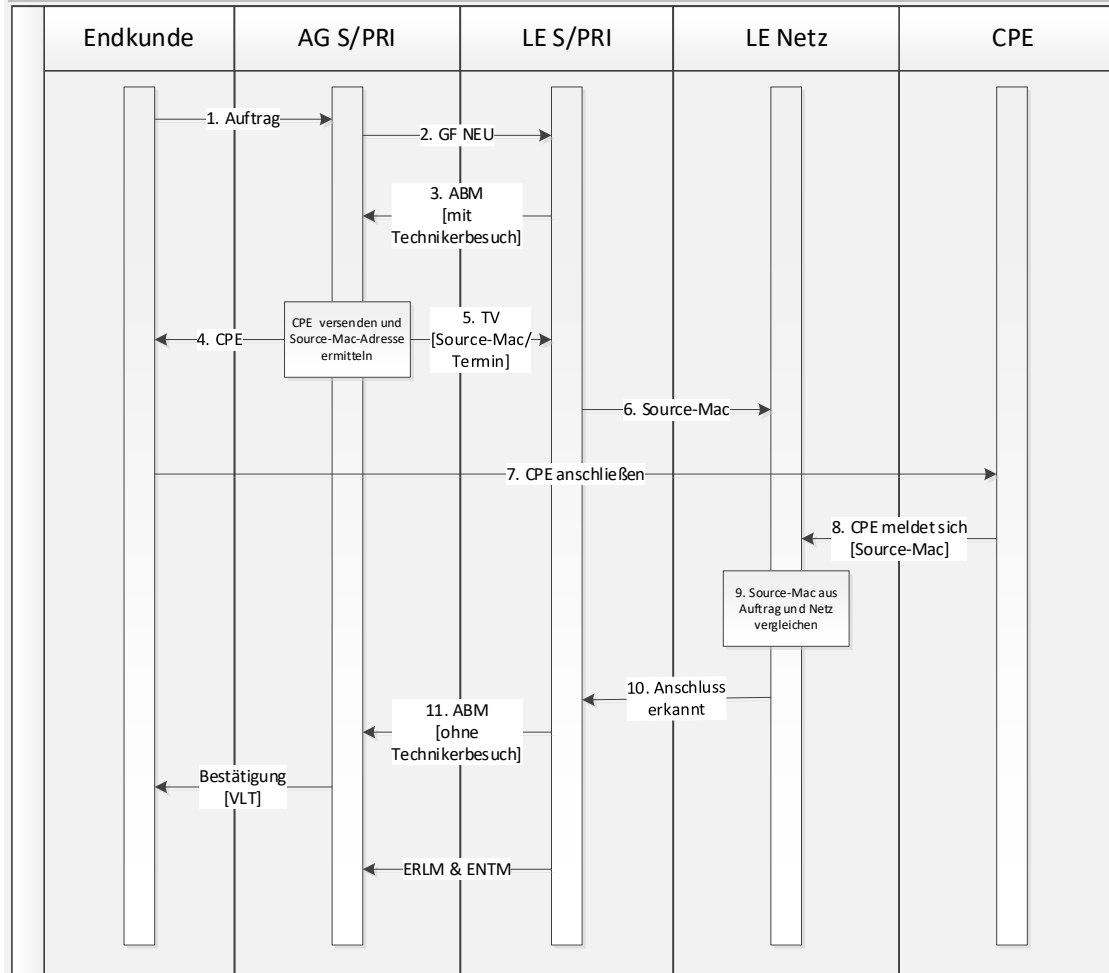 Endkunde
AG S/PRI
LE S/PRI
LE Netz
CPE
1. Auftrag
2. GF NEU
3. ABM
[mit
Technikerbesuch]
CPE versenden und
Source-Mac-Adresse
ermitteln
4. CPE
5. TV
[Source-Mac/
Termin]
6. Source-Mac
7. CPE anschließen
8. CPE meldet sich
[Source-Mac]
9. Source-Mac aus
Auftrag und Netz
vergleichen
10. Anschluss
erkannt
11. ABM
[ohne
Technikerbesuch]
Bestätigung
[VLT]
ERLM & ENTM